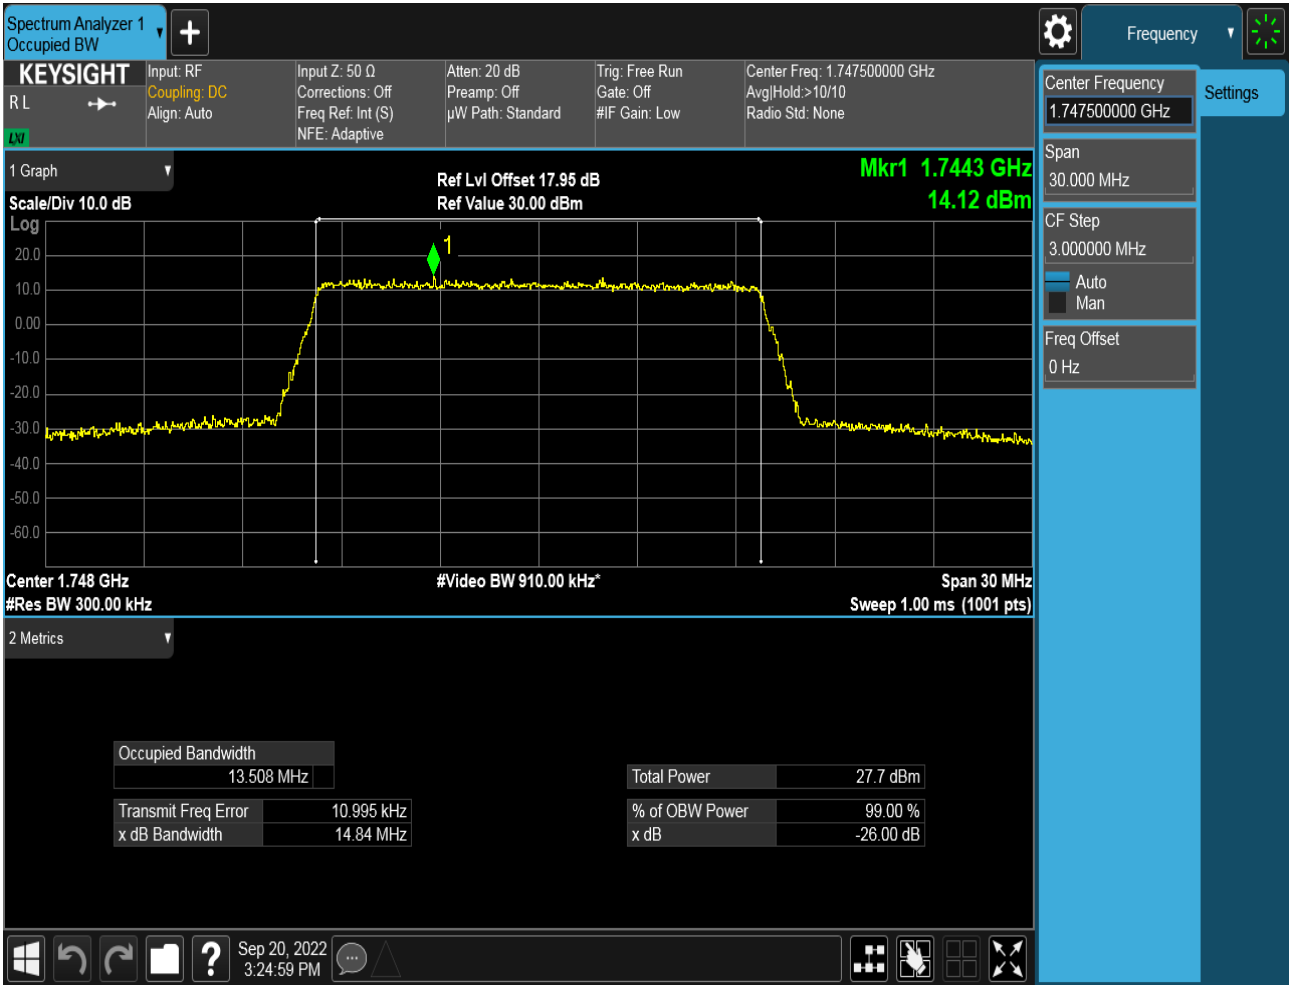 Spectrum Analyzer 1
Occupied BW
Frequency
KEYSIGHT
R L
LXI
Input: RF
Coupling: DC
Align: Auto
Input Z: 50 Ω
Corrections: Off
Freq Ref: Int (S)
NFE: Adaptive
Atten: 20 dB
Preamp: Off
µW Path: Standard
Trig: Free Run
Gate: Off
#IF Gain: Low
Center Freq: 1.747500000 GHz
Avg|Hold:>10/10
Radio Std: None
Center Frequency
1.747500000 GHz
Settings
Span
30.000 MHz
CF Step
3.000000 MHz
Auto
Man
Freq Offset
0 Hz
1 Graph
Ref Lvl Offset 17.95 dB
Mkr1 1.7443 GHz
Scale/Div 10.0 dB
Ref Value 30.00 dBm
14.12 dBm
Log
1
20.0
10.0
0.00
-10.0
-20.0
-30.0
-40.0
-50.0
-60.0
Center 1.748 GHz
#Video BW 910.00 kHz*
Span 30 MHz
#Res BW 300.00 kHz
Sweep 1.00 ms (1001 pts)
2 Metrics
Occupied Bandwidth
13.508 MHz
Total Power 27.7 dBm
Transmit Freq Error 10.995 kHz
% of OBW Power 99.00 %
x dB Bandwidth 14.84 MHz
x dB -26.00 dB
?
Sep 20, 2022
3:24:59 PM